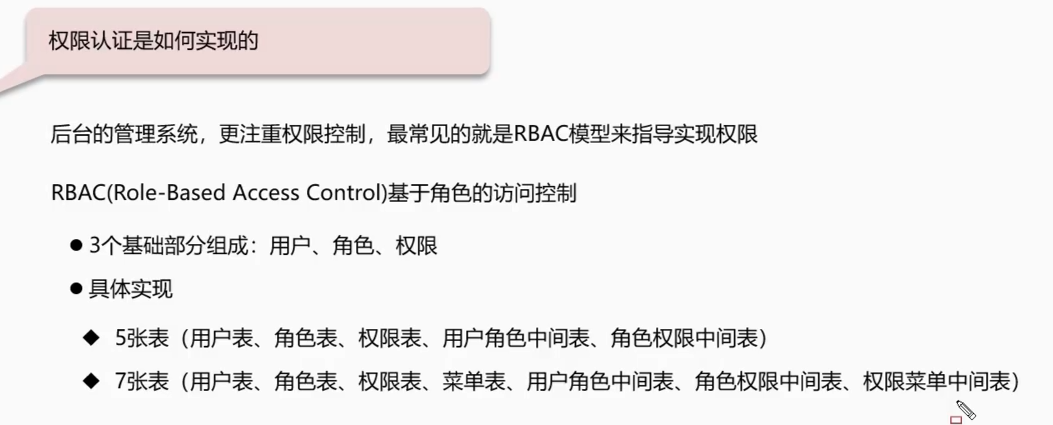 权限认证是如何实现的
后台的管理系统，更注重权限控制，最常见的就是RBAC模型来指导实现权限
RBAC(Role-Based Access Control)基于角色的访问控制
● 3个基础部分组成：用户、角色、权限
● 具体实现
◆ 5张表（用户表、角色表、权限表、用户角色中间表、角色权限中间表）
◆ 7张表（用户表、角色表、权限表、菜单表、用户角色中间表、角色权限中间表、权限菜单中间表）